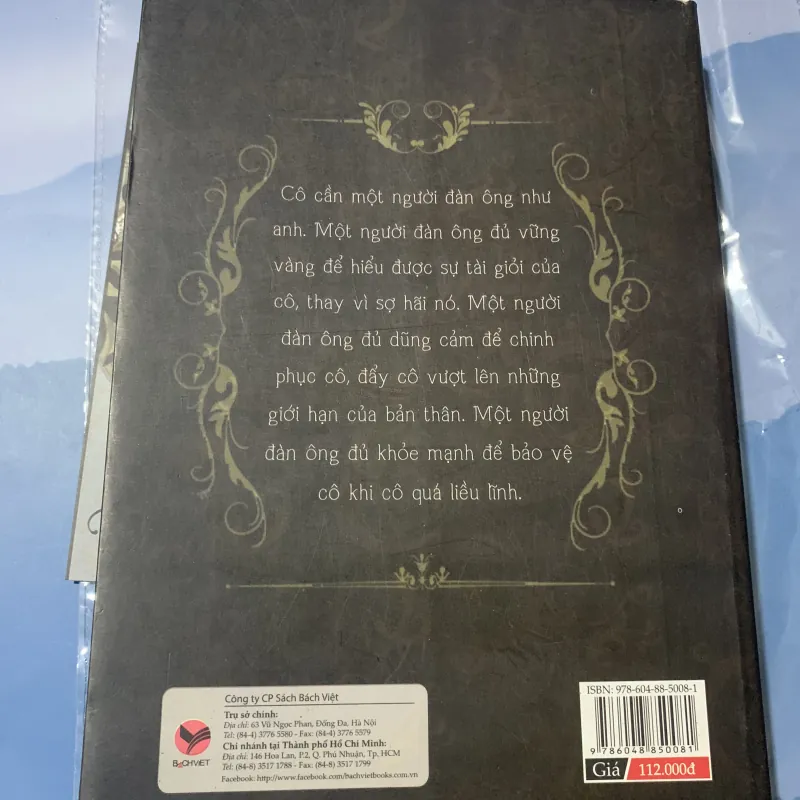 Cô cần một người đàn ông như
anh. Một người đàn ông đủ vững
vàng để hiểu được sự tài giỏi của
cô, thay vì sợ hãi nó. Một người
đàn ông đủ dũng cảm để chinh
phục cô, đẩy cô vượt lên những
giới hạn của bản thân. Một người
đàn ông đủ khỏe mạnh để bảo vệ
cô khi cô quá liều lĩnh.
Công ty CP Sách Bách Việt
Trụ sở chính:
Địa chỉ: 63 Vũ Ngọc Phan, Đống Đa. Hà Nội
Tel: (84-4) 3776 5580 - Fax: (84-4) 3776 5579
Chi nhánh tại Thành phố Hồ Chí Minh:
Địa chỉ: 146 Hoa Lan, P.2, Q. Phú Nhuận, Tp. HCM
Tel: (84-8) 3517 1788 - Fax: (84-8) 3517 1799
Facebook: http://www.facebook.com/bachvietbooks.com.vn
BACHVIET
ISBN: 978-604-88-5008-1
9 786048 850081
Giá 112.000đ